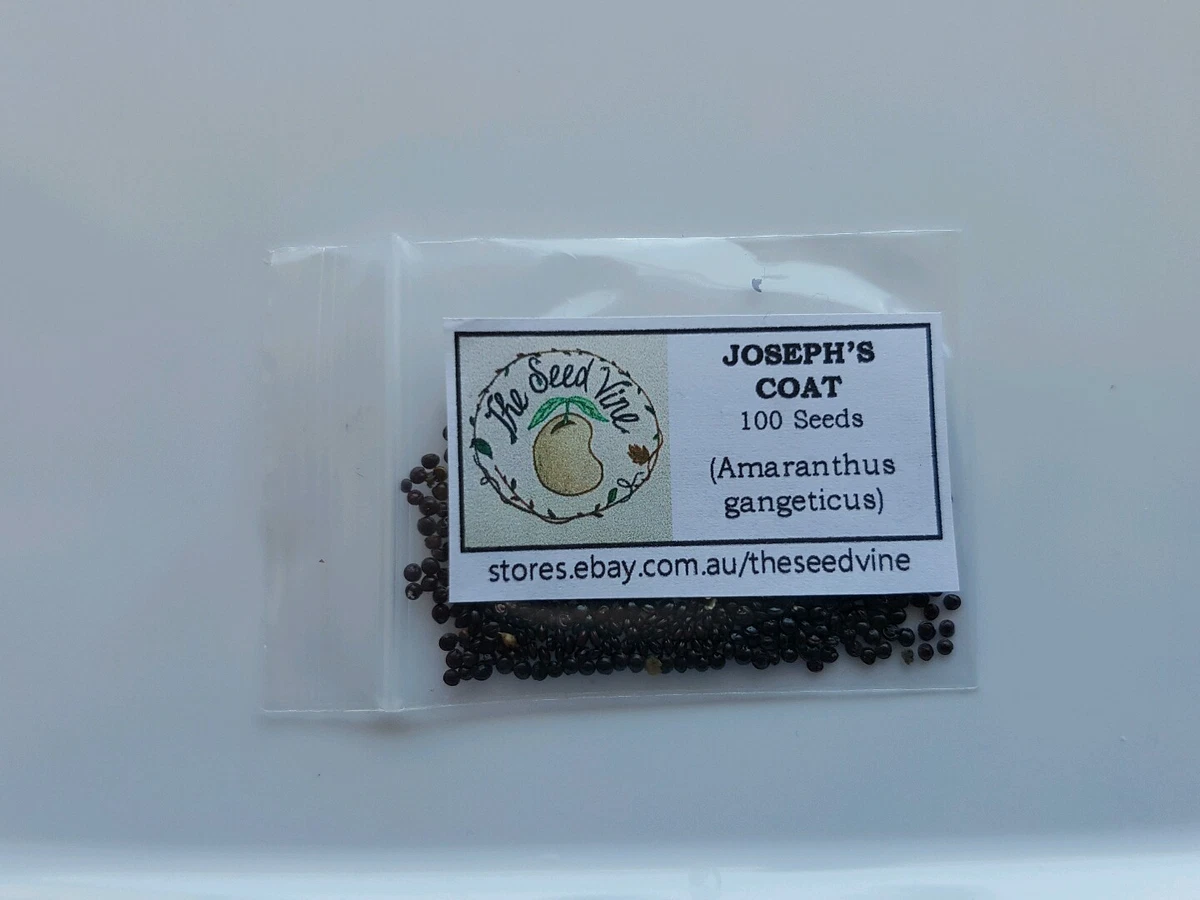 The Seed Vine
JOSEPH'S
COAT
100 Seeds
(Amaranthus
gangeticus)
stores.ebay.com.au/theseedvine